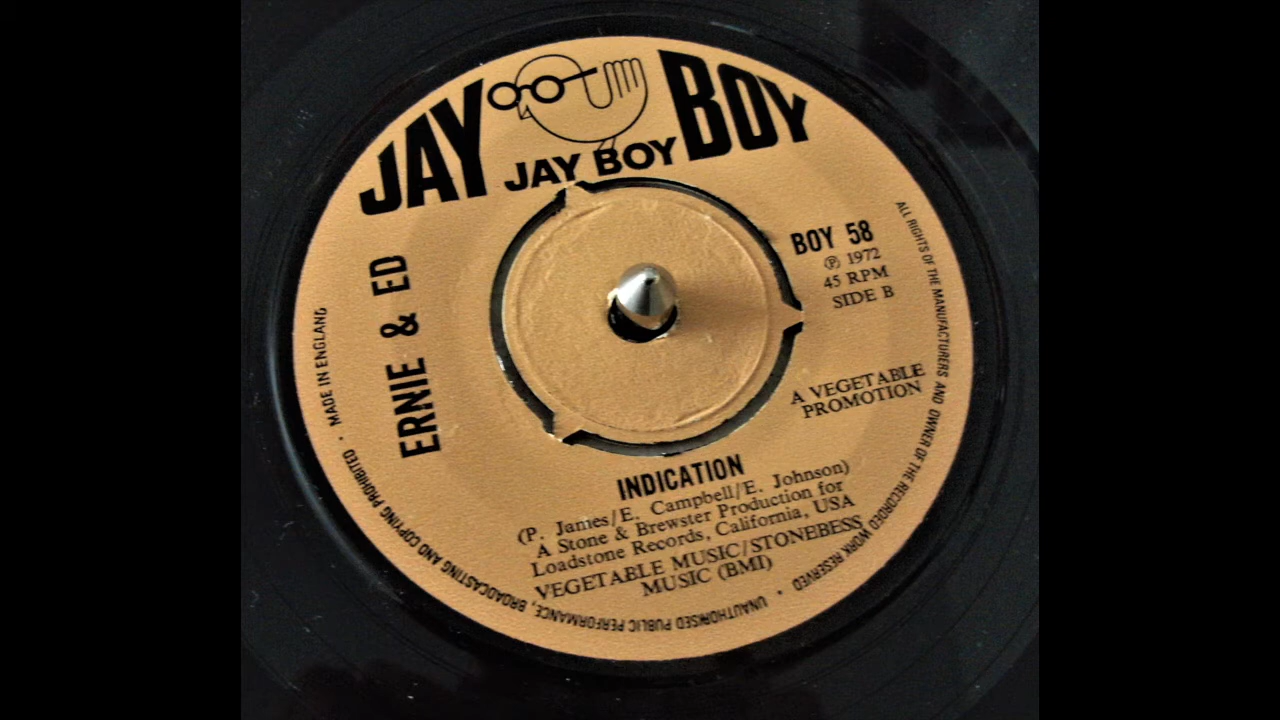 JAY BOY
JAY BOY
ERNIE & ED
BOY 58
Ⓟ 1972
45 RPM
SIDE B
A VEGETABLE
PROMOTION
INDICATION
(P. James/E. Campbell/E. Johnson)
A Stone & Brewster Production for
Loadstone Records, California, USA
VEGETABLE MUSIC/STONEBESS
MUSIC (BMI)
ALL RIGHTS OF THE MANUFACTURERS AND OWNER OF THE RECORDED WORK RESERVED · UNAUTHORISED PUBLIC PERFORMANCE, BROADCASTING AND COPYING PROHIBITED · MADE IN ENGLAND